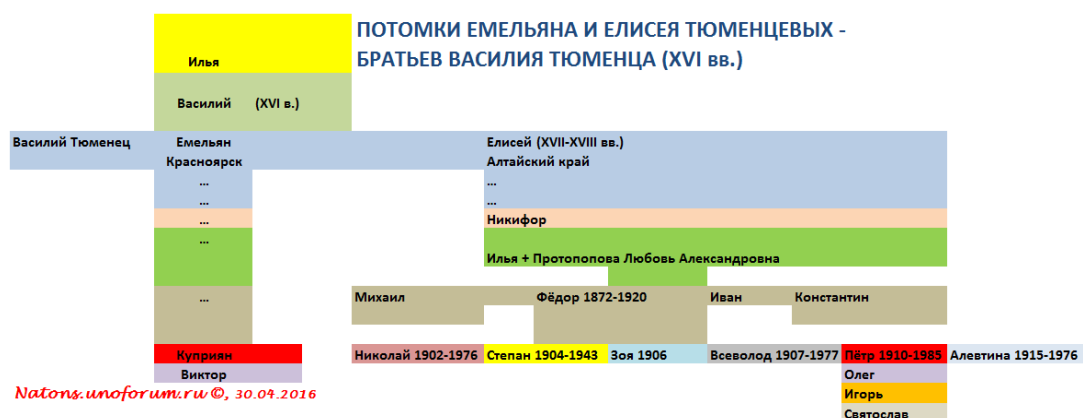 ПОТОМКИ ЕМЕЛЬЯНА И ЕЛИСЕЯ ТЮМЕНЦЕВЫХ -
БРАТЬЕВ ВАСИЛИЯ ТЮМЕНЦА (XVI вв.)
Илья
Василий (XVI в.)
Василий Тюменец Емельян Елисей (XVII-XVIII вв.)
Красноярск Алтайский край
... ...
... ...
... Никифор
...
Илья + Протопопова Любовь Александровна
... Михаил Фёдор 1872-1920 Иван Константин
Куприян Николай 1902-1976 Степан 1904-1943 Зоя 1906 Всеволод 1907-1977 Пётр 1910-1985 Алевтина 1915-1976
Виктор Олег
Natons.unoforum.ru ©, 30.04.2016 Игорь
Святослав